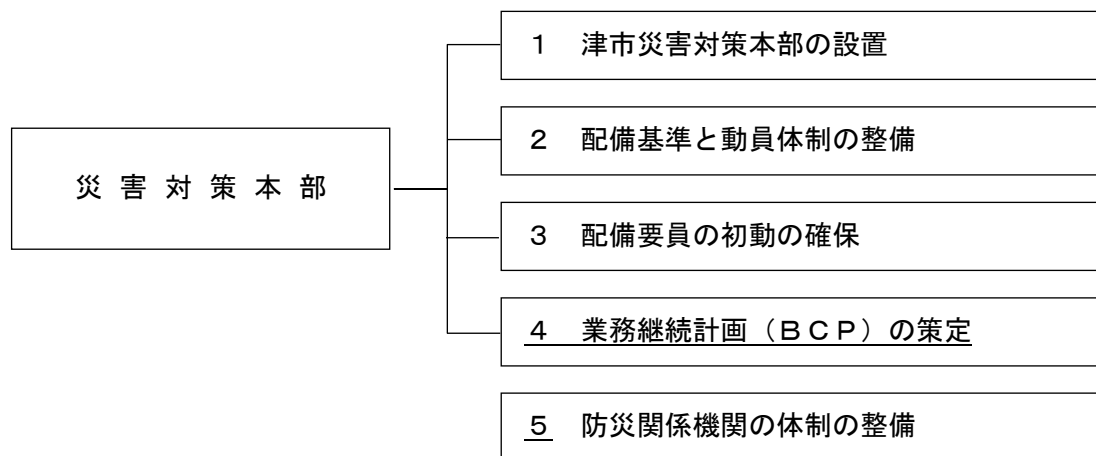 災害対策本部
１　津市災害対策本部の設置
２　配備基準と動員体制の整備
３　配備要員の初動の確保
４　業務継続計画（ＢＣＰ）の策定
５　防災関係機関の体制の整備